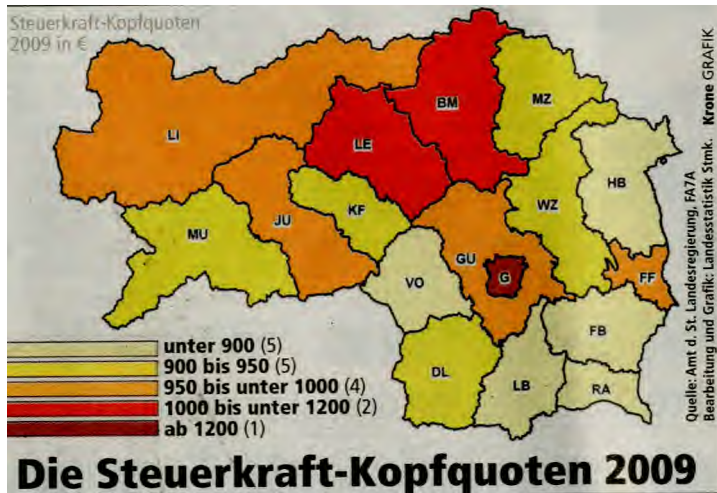 Steuerkraft-Kopfquoten
2009 in €
LI
BM
MZ
LE
HB
JU
KF
WZ
MU
GU
VO
G
FF
FB
DL
LB
RA
unter 900 (5)
900 bis 950 (5)
950 bis unter 1000 (4)
1000 bis unter 1200 (2)
ab 1200 (1)
Quelle: Amt d. St. Landesregierung, FA7A
Bearbeitung und Grafik: Landesstatistik Stmk. Krone GRAFIK
Die Steuerkraft-Kopfquoten 2009